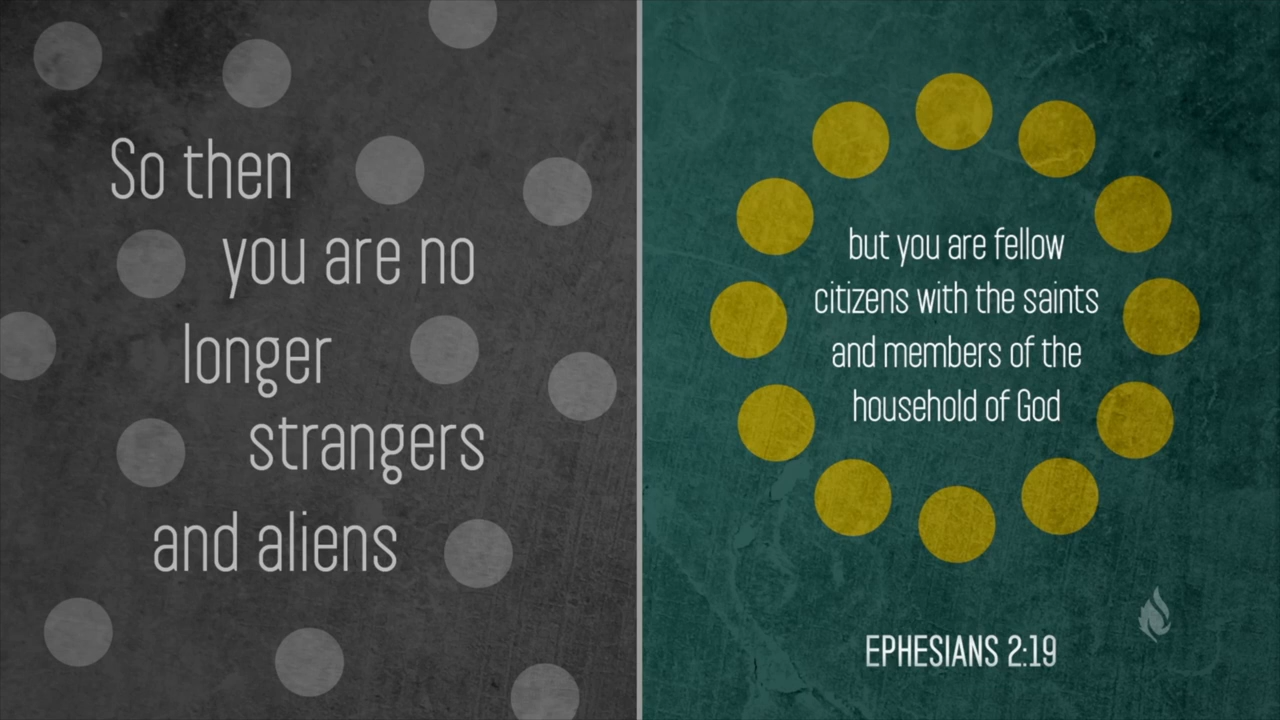 So then
you are no
longer
strangers
and aliens
but you are fellow
citizens with the saints
and members of the
household of God
EPHESIANS 2:19